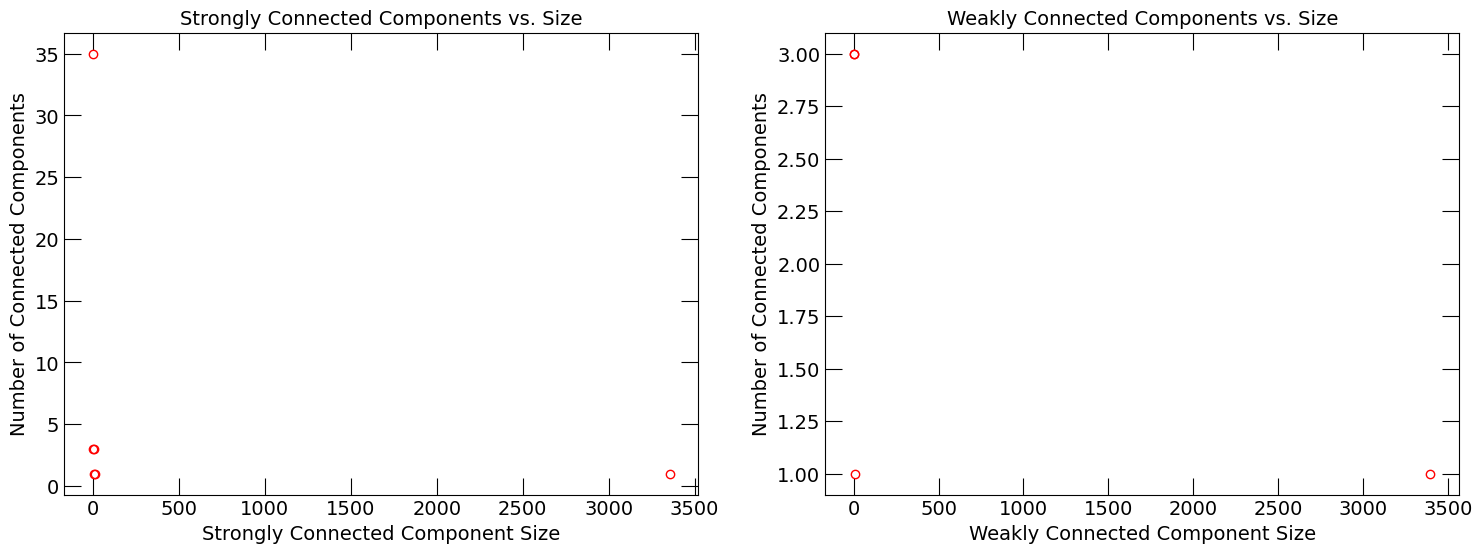 Strongly Connected Components vs. Size
Number of Connected Components
35
30
25
20
15
10
5
0
0 500 1000 1500 2000 2500 3000 3500
Strongly Connected Component Size
Weakly Connected Components vs. Size
Number of Connected Components
3.00
2.75
2.50
2.25
2.00
1.75
1.50
1.25
1.00
0 500 1000 1500 2000 2500 3000 3500
Weakly Connected Component Size